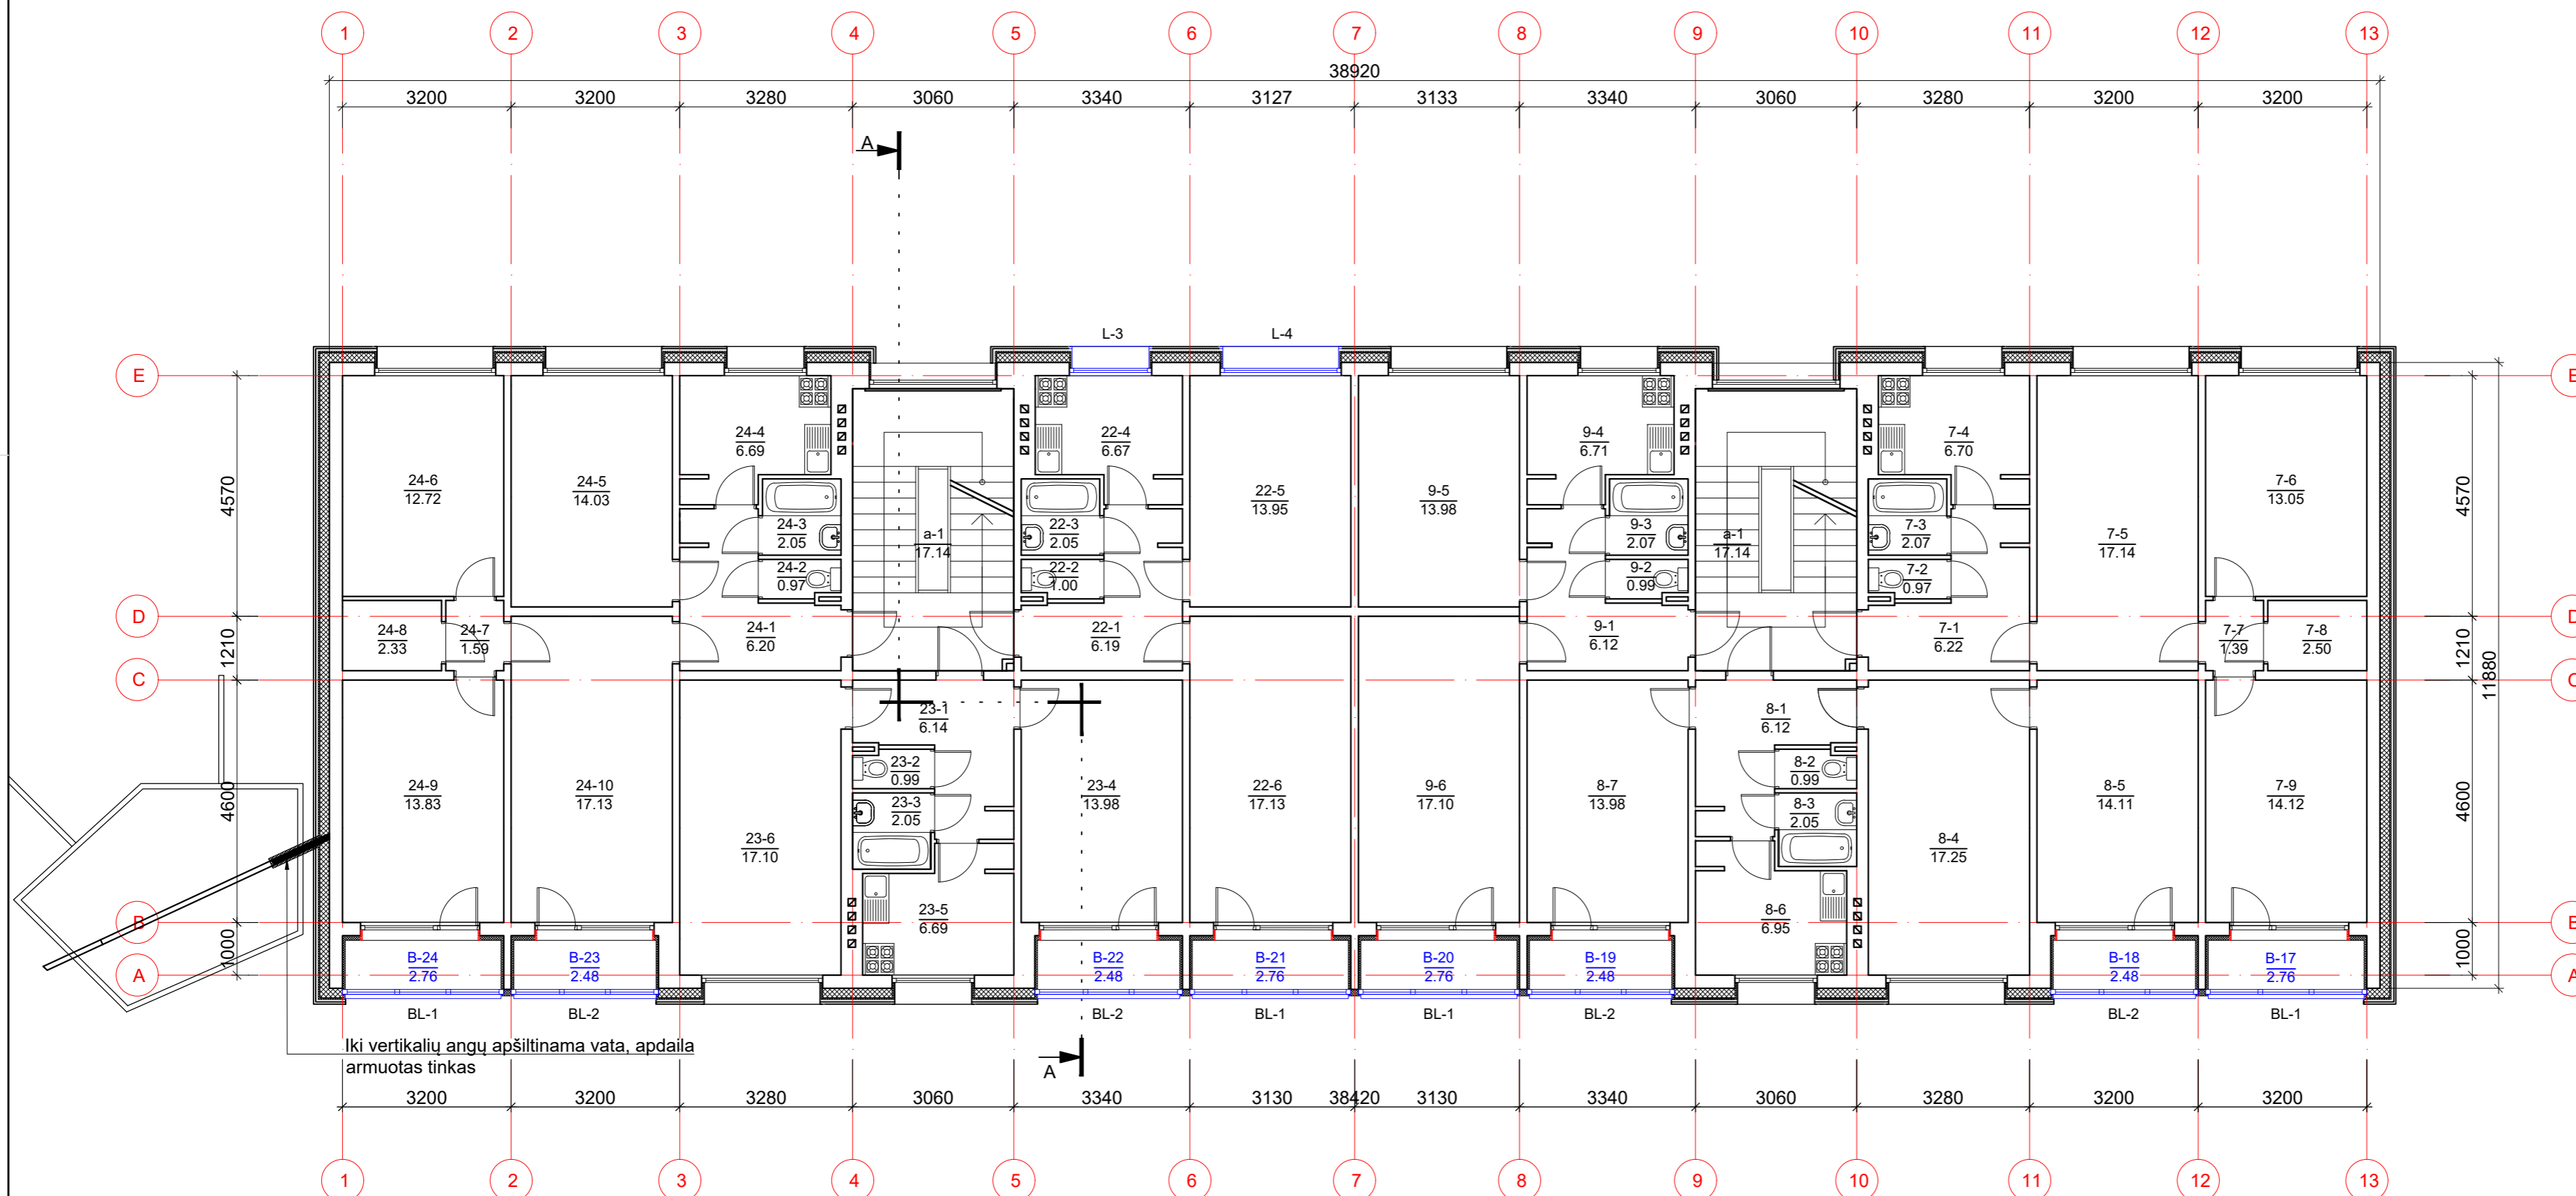 1 2 3 4 5 6 7 8 9 10 11 12 13
38920
3200 3200 3280 3060 3340 3127 3133 3340 3060 3280 3200 3200
A
L-3 L-4
E E
24-4 22-4 9-4 7-4
6.69 6.67 6.71 6.70
24-6 24-5 22-5 9-5 7-6
12.72 14.03 13.95 13.98 13.05
4570 4570
24-3 22-3 9-3 7-3
2.05 2.05 2.07 2.07
a-1 a-1 7-5
17.14 17.14 17.14
24-2 22-2 9-2 7-2
0.97 1.00 0.99 0.97
D D
24-8 24-7 24-1 22-1 9-1 7-1 7-7 7-8
2.33 1.59 6.20 6.19 6.12 6.22 1.39 2.50
1210 1210
C C
11880
23-1 8-1
6.14 6.12
23-2 8-2
0.99 0.99
24-9 24-10 23-4 22-6 9-6 8-7 8-5 7-9
13.83 17.13 13.98 17.13 17.10 13.98 14.11 14.12
4600 4600
23-3 8-3
2.05 2.05
23-6 8-4
17.10 17.25
23-5 8-6
6.69 6.95
B B
1000 1000
B-24 B-23 B-22 B-21 B-20 B-19 B-18 B-17
2.76 2.48 2.48 2.76 2.76 2.48 2.48 2.76
A A
BL-1 BL-2 BL-2 BL-1 BL-1 BL-2 BL-2 BL-1
Iki vertikalių angų apšiltinama vata, apdaila
armuotas tinkas
A
3200 3200 3280 3060 3340 3130 38420 3130 3340 3060 3280 3200 3200
1 2 3 4 5 6 7 8 9 10 11 12 13